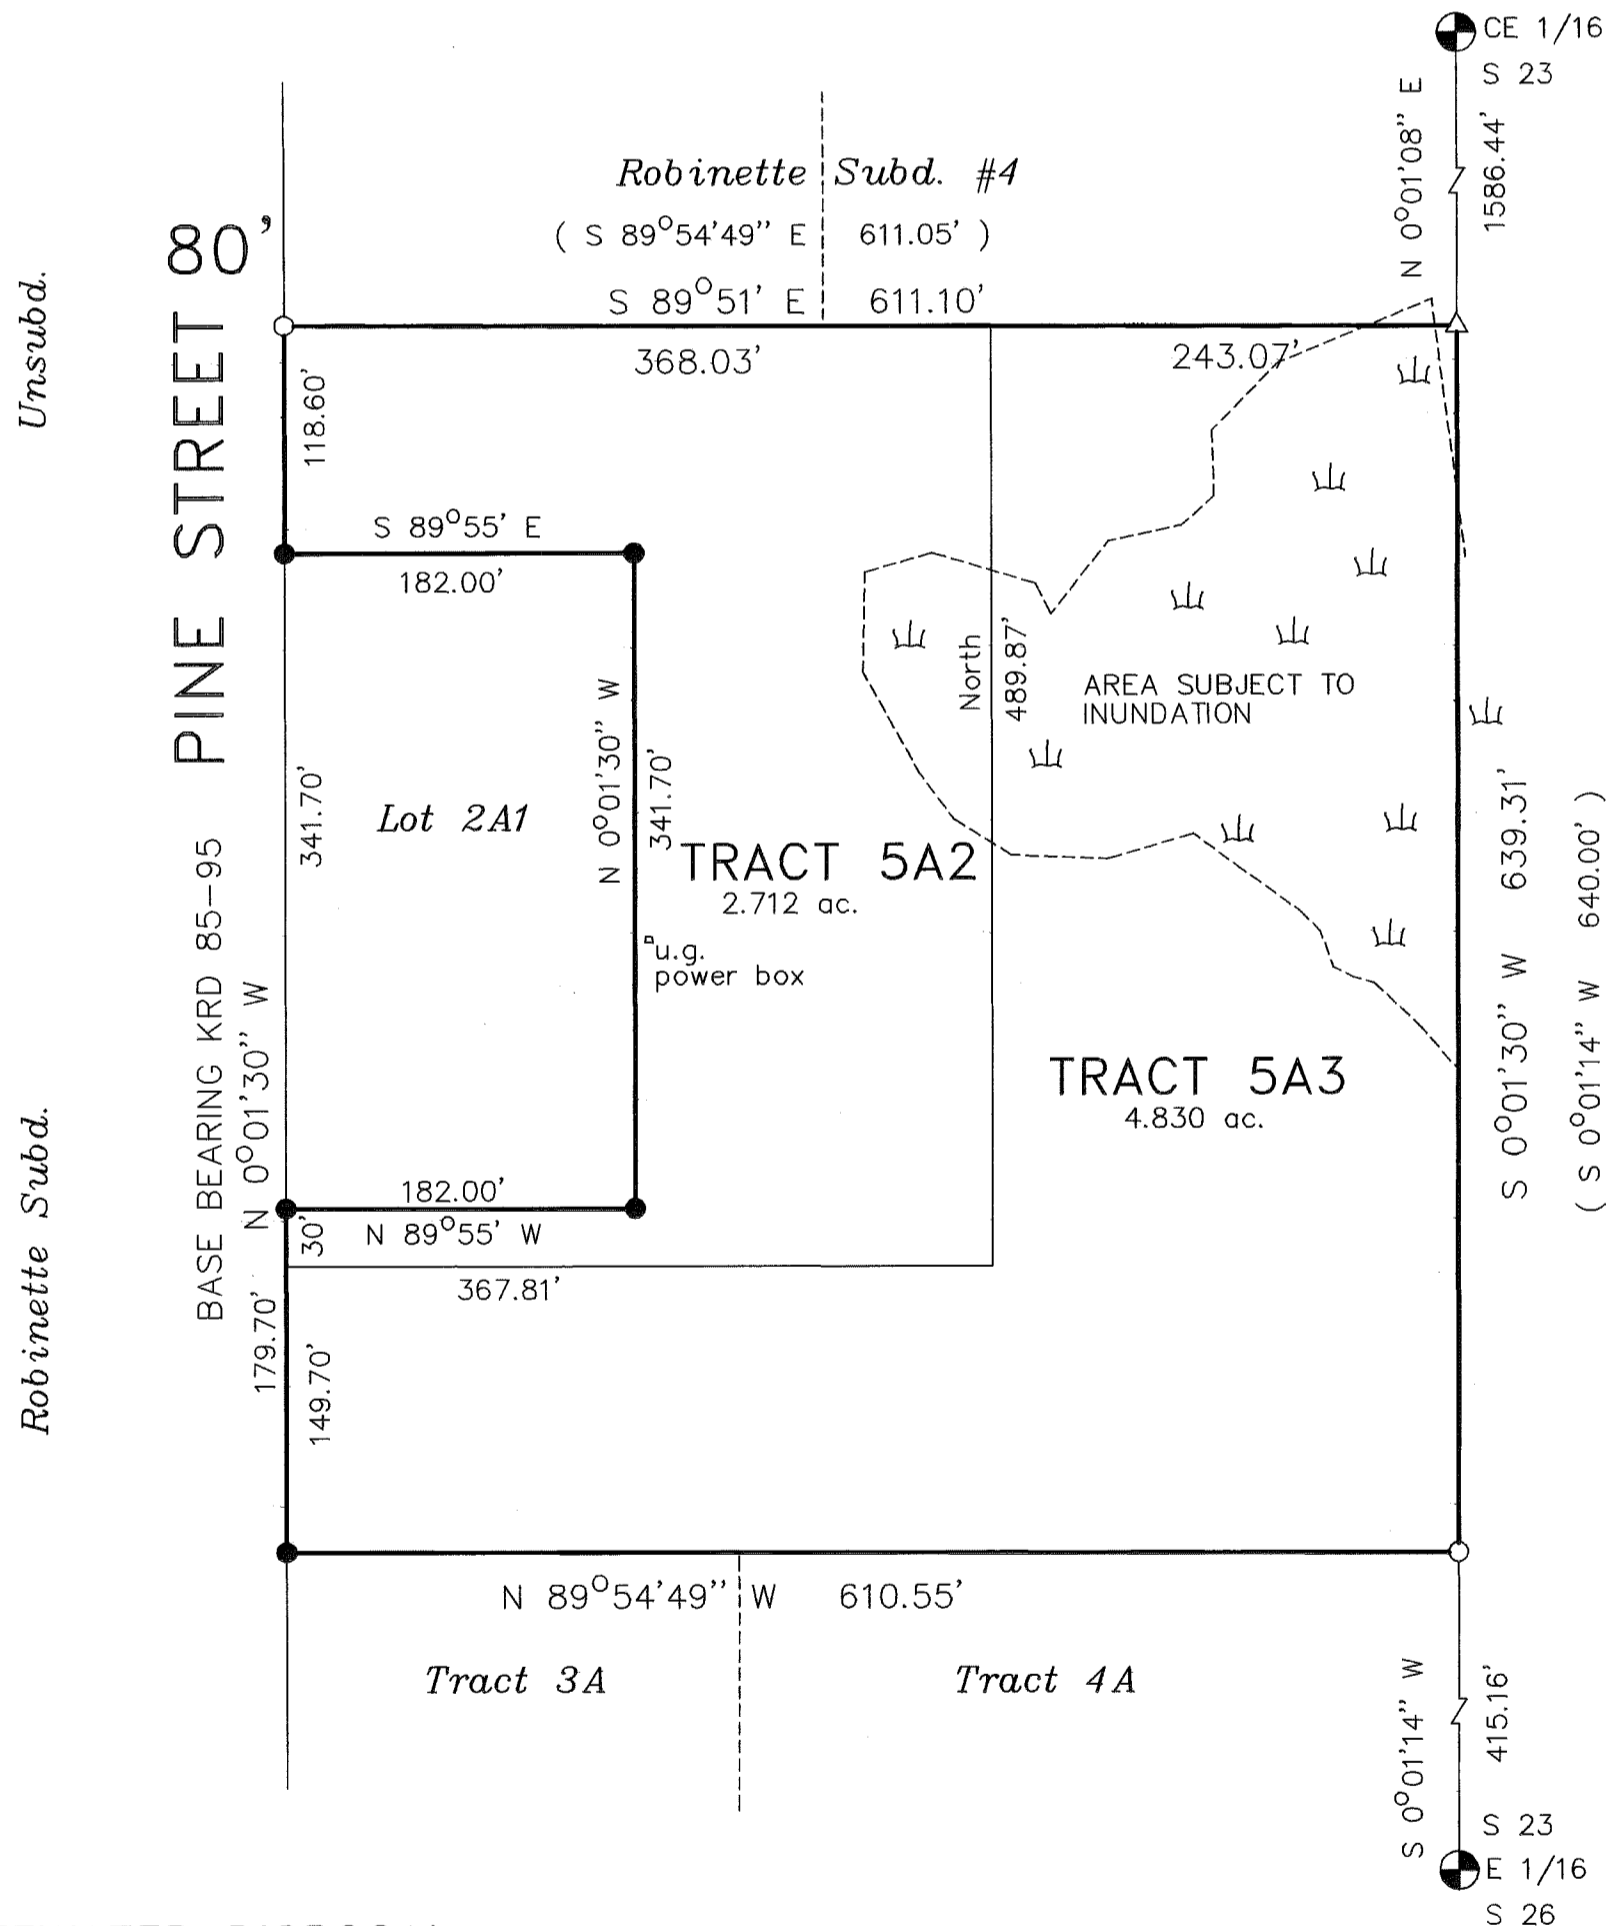 CE 1/16
S 23
N 0°01'08" E
1586.44'
Robinette Subd. #4
( S 89°54'49" E 611.05' )
S 89°51' E 611.10'
368.03'
243.07'
Unsubd.
PINE STREET 80'
118.60'
S 89°55' E
182.00'
N 0°01'30" W
341.70'
341.70'
Lot 2A1
North
489.87'
AREA SUBJECT TO
INUNDATION
TRACT 5A2
2.712 ac.
u.g.
power box
639.31'
S 0°01'30" W
( S 0°01'14" W 640.00' )
BASE BEARING KRD 85-95
N 0°01'30" W
TRACT 5A3
4.830 ac.
Robinette Subd.
182.00'
N 89°55' W
30'
367.81'
179.70'
149.70'
N 89°54'49" W 610.55'
Tract 3A
Tract 4A
S 0°01'14" W
415.16'
S 23
E 1/16
S 26